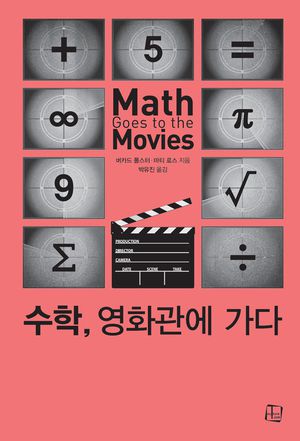 + 5 =
∞ π
9 √
Σ ÷
Math
Goes to the
Movies
버카드 폴스터 · 마티 로스 지음
박유진 옮김
PRODUCTION
DIRECTOR
CAMERA
DATE SCENE TAKE
수학, 영화관에 가다